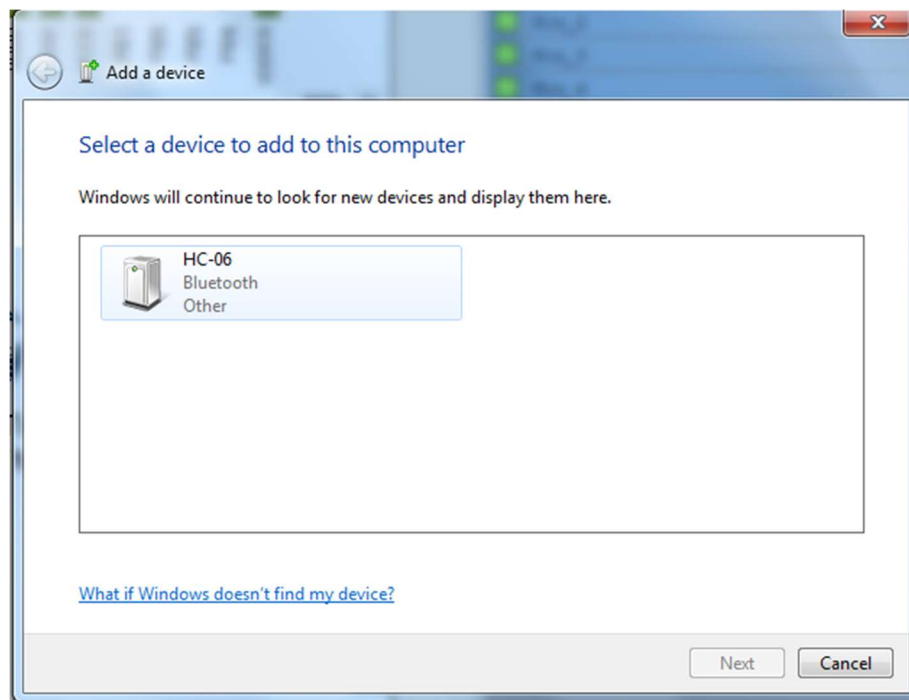 Add a device
Select a device to add to this computer
Windows will continue to look for new devices and display them here.
HC-06
Bluetooth
Other
What if Windows doesn't find my device?
Next
Cancel